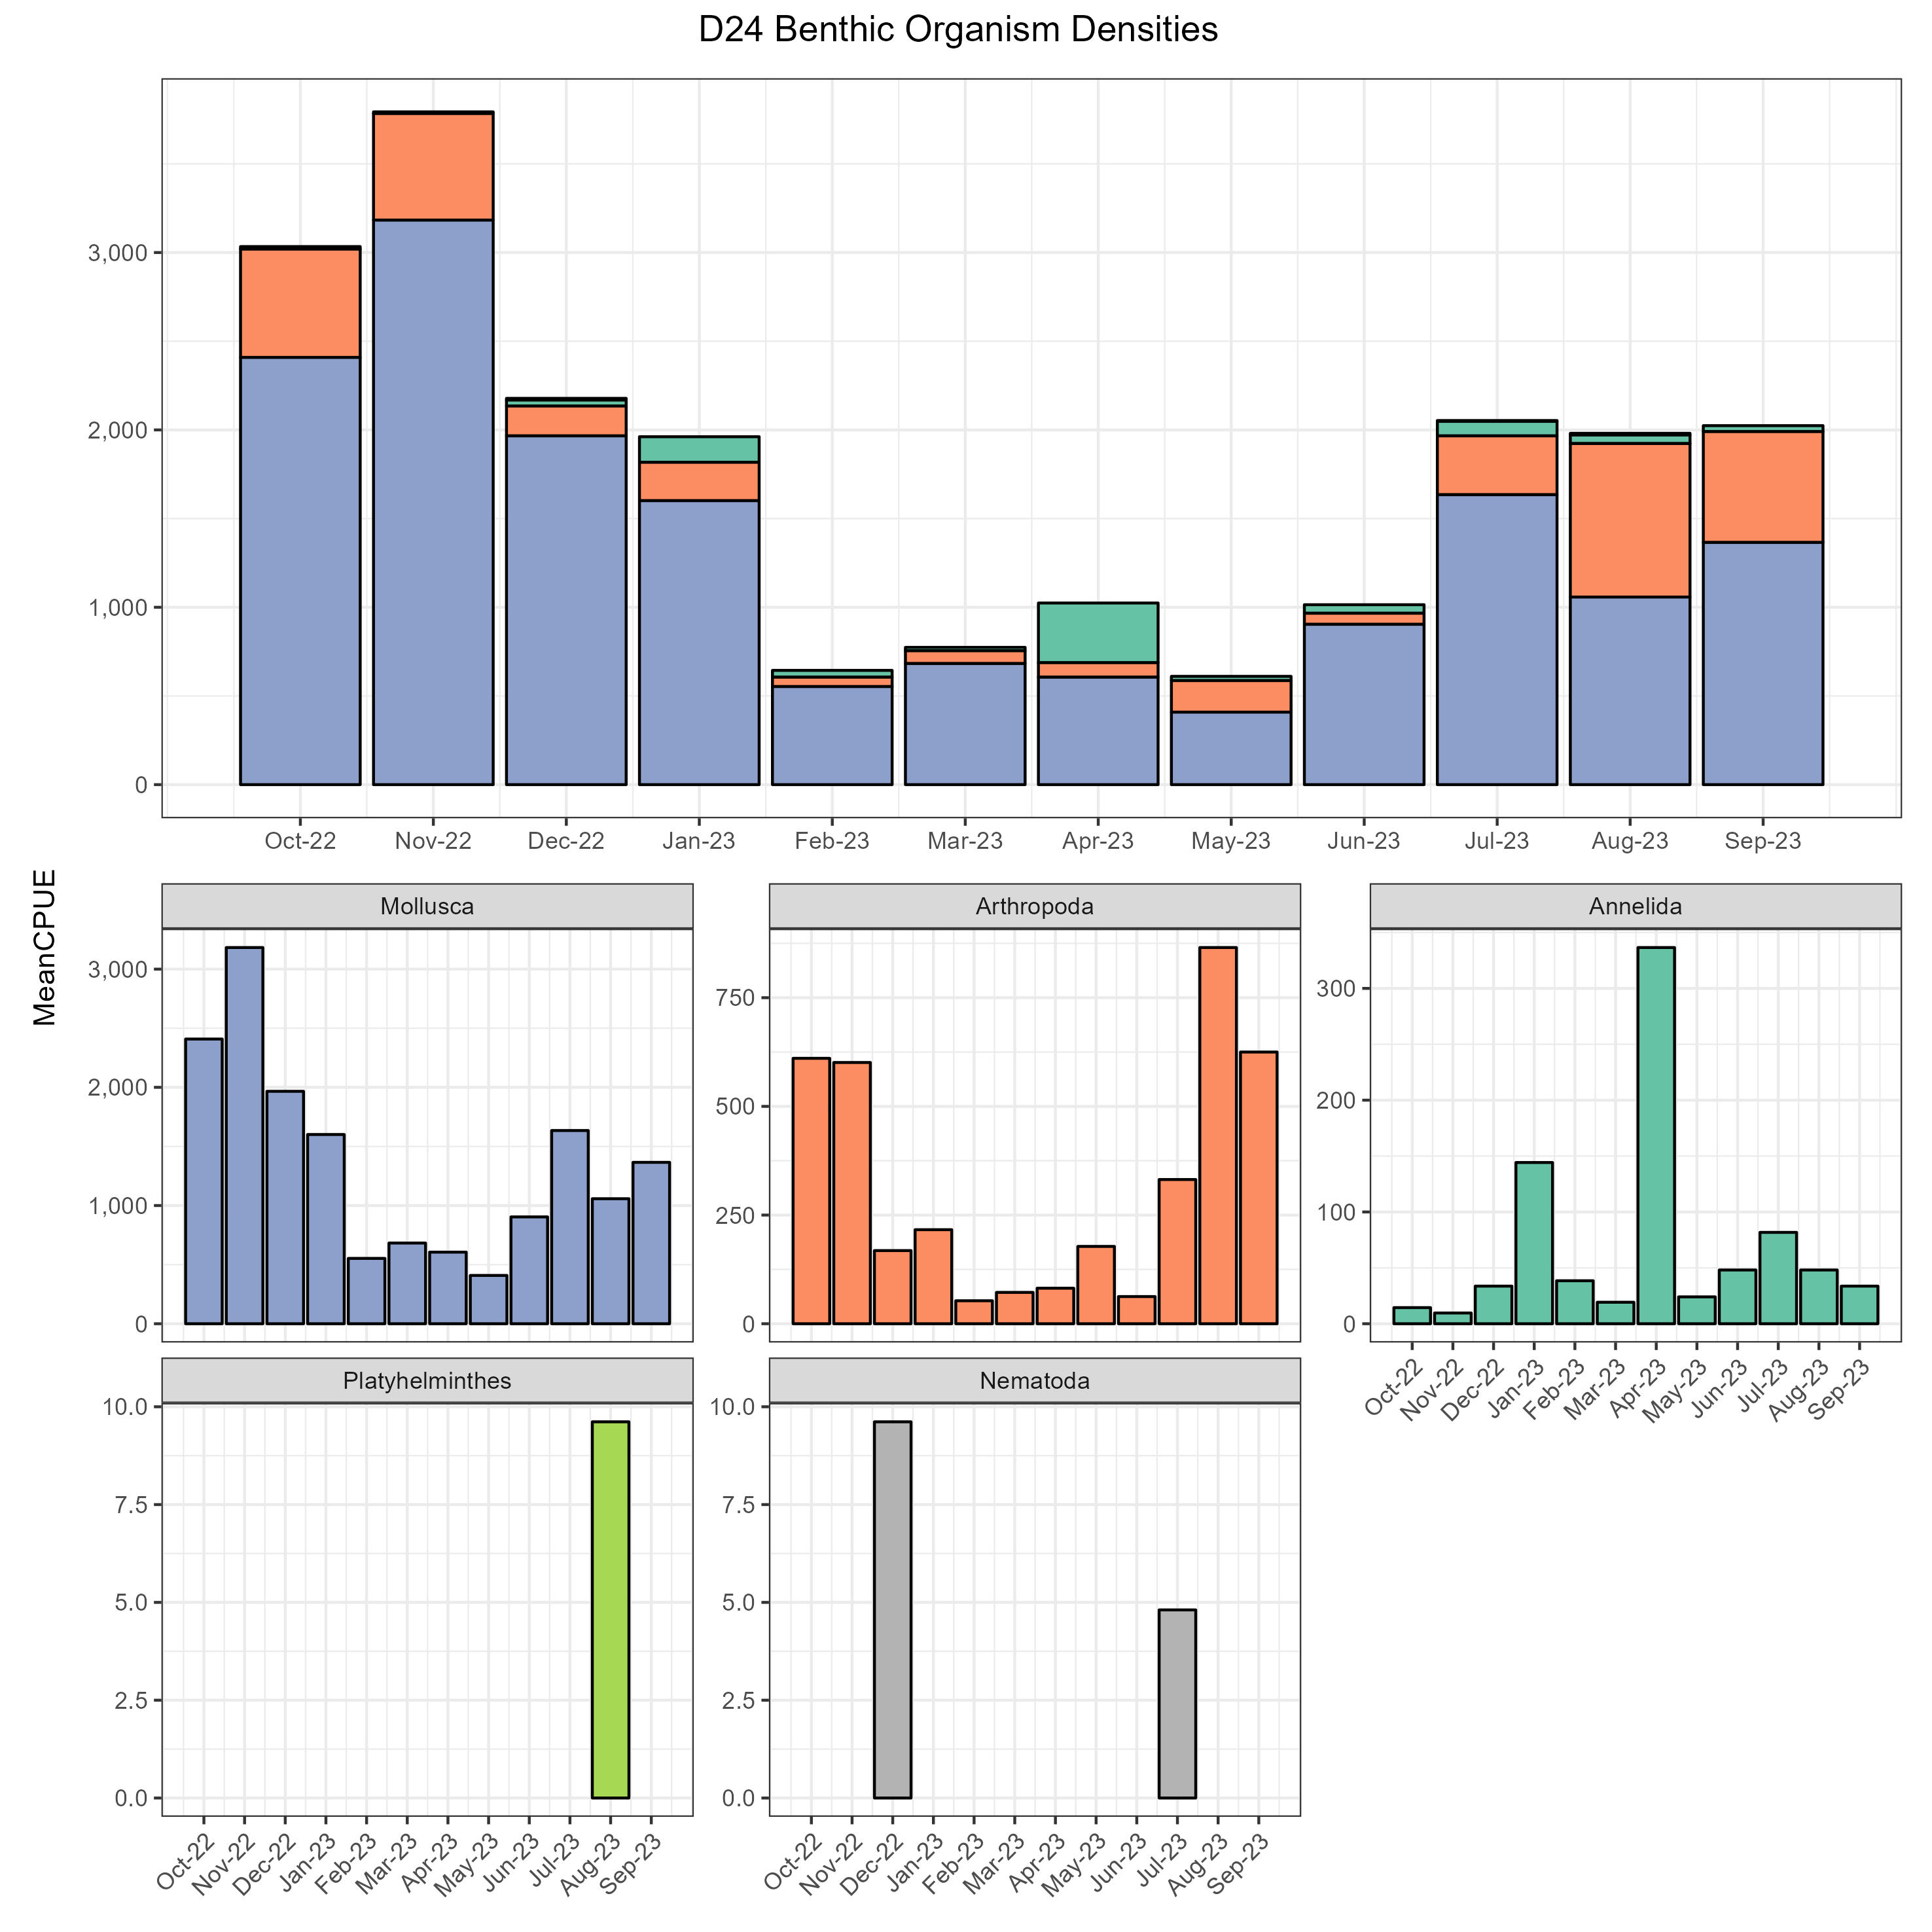 D24 Benthic Organism Densities
3,000
2,000
1,000
0
Oct-22 Nov-22 Dec-22 Jan-23 Feb-23 Mar-23 Apr-23 May-23 Jun-23 Jul-23 Aug-23 Sep-23
MeanCPUE
Mollusca
3,000
2,000
1,000
0
Arthropoda
750
500
250
0
Annelida
300
200
100
0
Oct-22 Nov-22 Dec-22 Jan-23 Feb-23 Mar-23 Apr-23 May-23 Jun-23 Jul-23 Aug-23 Sep-23
Platyhelminthes
10.0
7.5
5.0
2.5
0.0
Oct-22 Nov-22 Dec-22 Jan-23 Feb-23 Mar-23 Apr-23 May-23 Jun-23 Jul-23 Aug-23 Sep-23
Nematoda
10.0
7.5
5.0
2.5
0.0
Oct-22 Nov-22 Dec-22 Jan-23 Feb-23 Mar-23 Apr-23 May-23 Jun-23 Jul-23 Aug-23 Sep-23